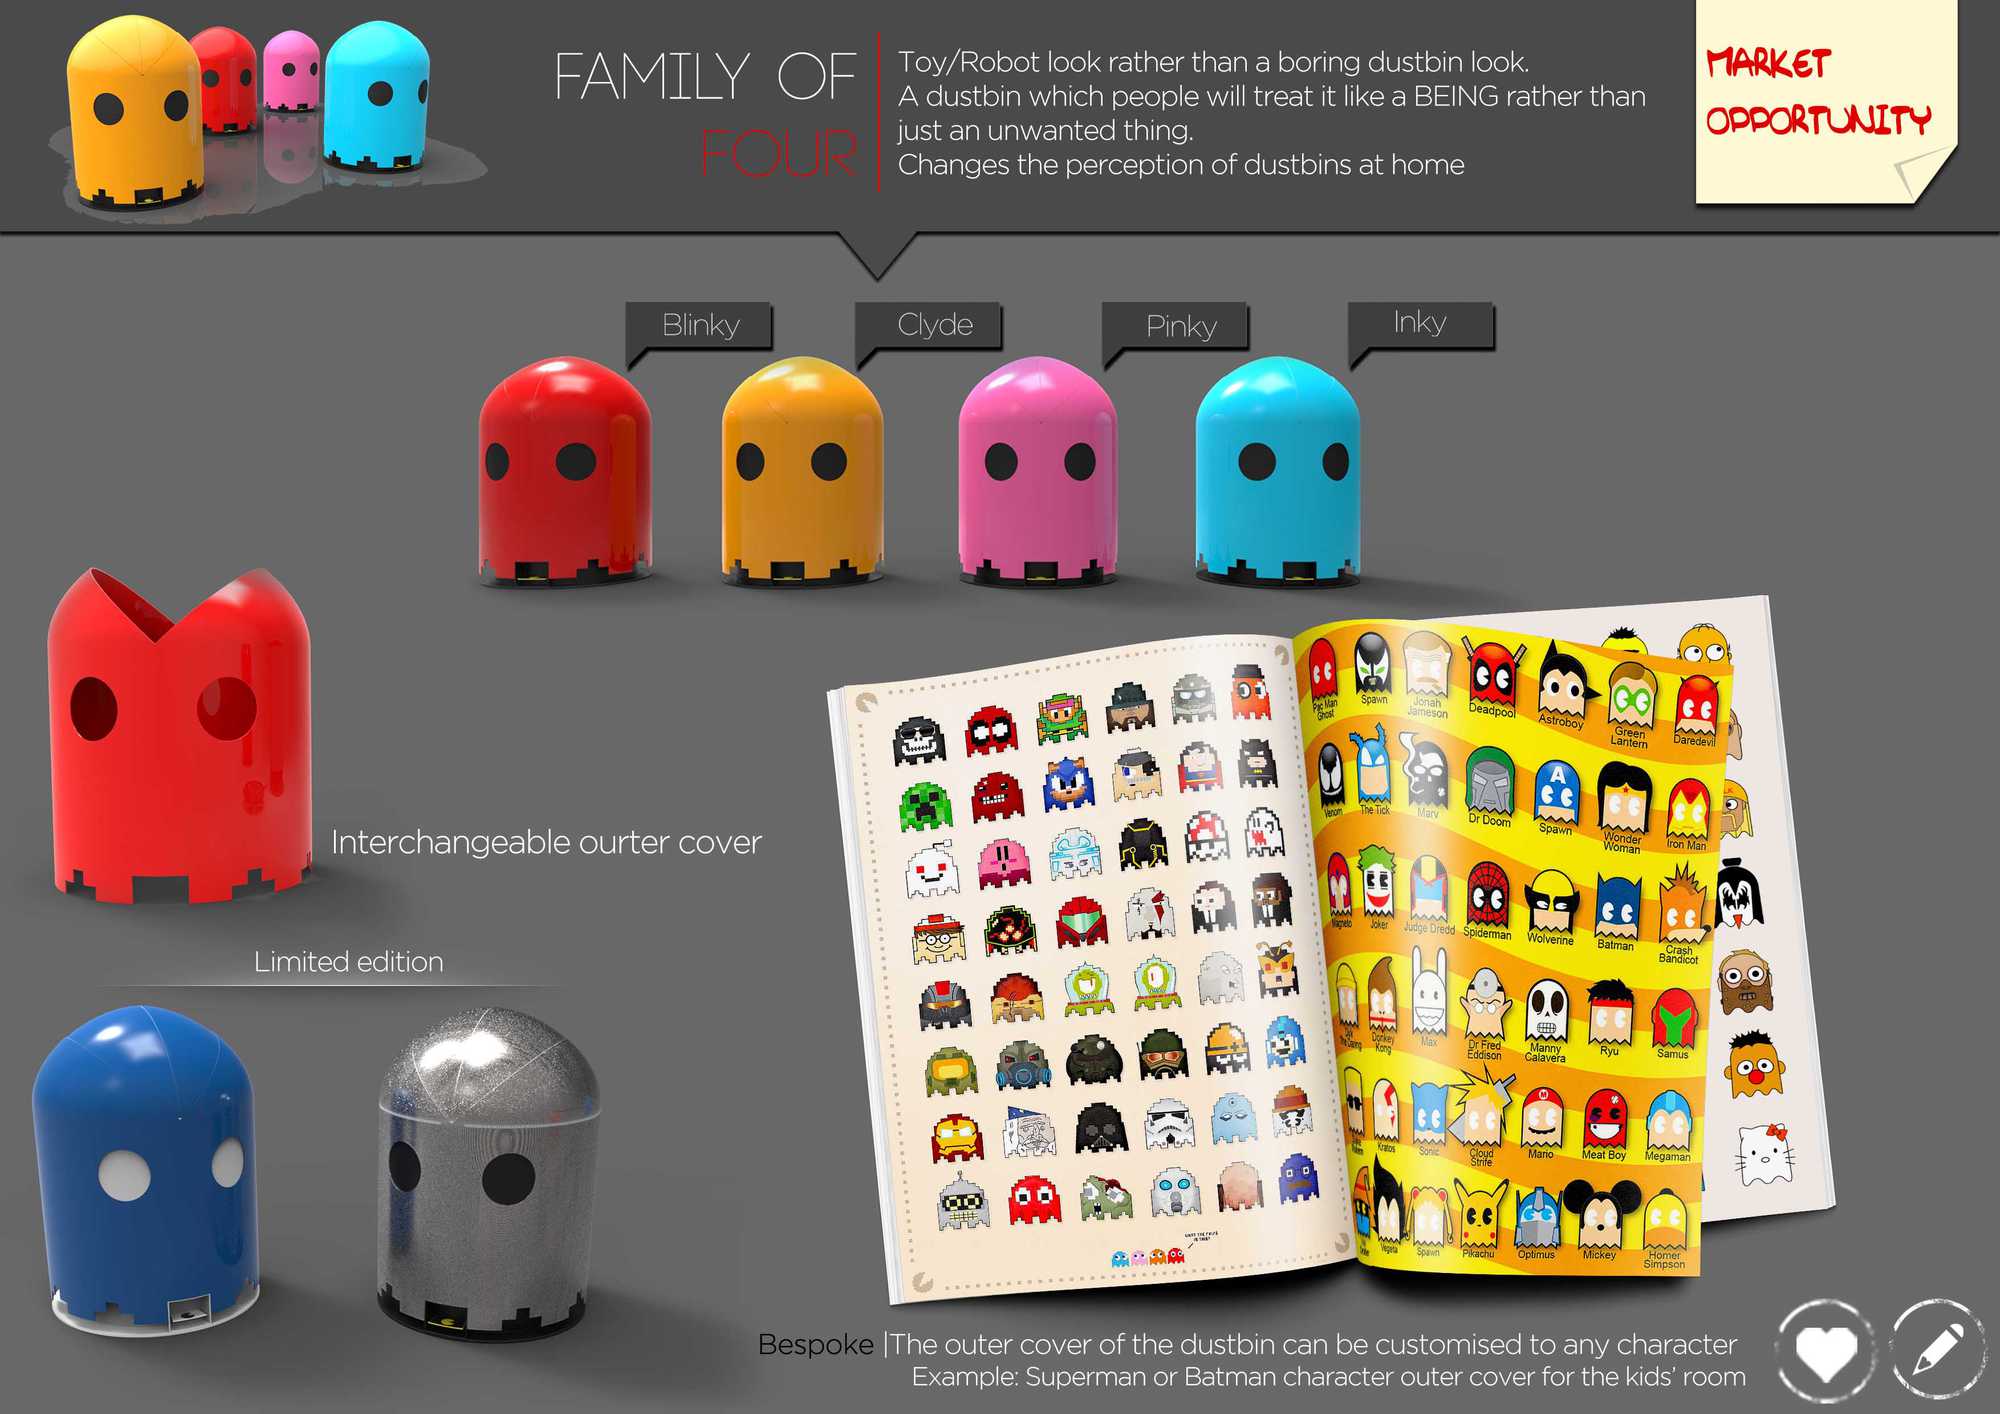 FAMILY OF
FOUR
Toy/Robot look rather than a boring dustbin look.
A dustbin which people will treat it like a BEING rather than
just an unwanted thing.
Changes the perception of dustbins at home
MARKET
OPPORTUNITY
Blinky
Clyde
Pinky
Inky
Interchangeable ourter cover
Limited edition
Pac Man
Ghost
Spawn
Jonah
Jameson
Deadpool
Astroboy
Green
Lantern
Daredevil
Venom
The Tick
Marv
Dr Doom
A
Spawn
Wonder
Woman
Iron Man
Magneto
Joker
Judge Dredd
Spiderman
Wolverine
Batman
Crash
Bandicot
Donkey
Kong
Max
Dr Fred
Eddison
Manny
Calavera
Ryu
Samus
Kratos
Sonic
Cloud
Strife
M
Mario
Meat Boy
Megaman
Vegeta
Spawn
Pikachu
Optimus
Mickey
Homer
Simpson
Bespoke |The outer cover of the dustbin can be customised to any character
Example: Superman or Batman character outer cover for the kids' room